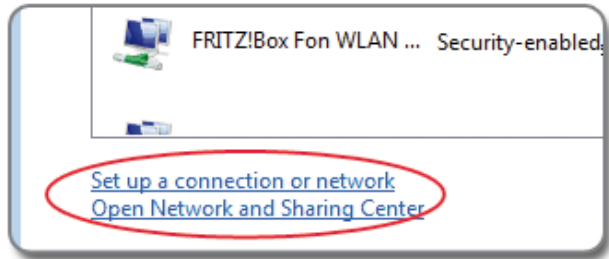 FRITZ!Box Fon WLAN ... Security-enabled
Set up a connection or network
Open Network and Sharing Center